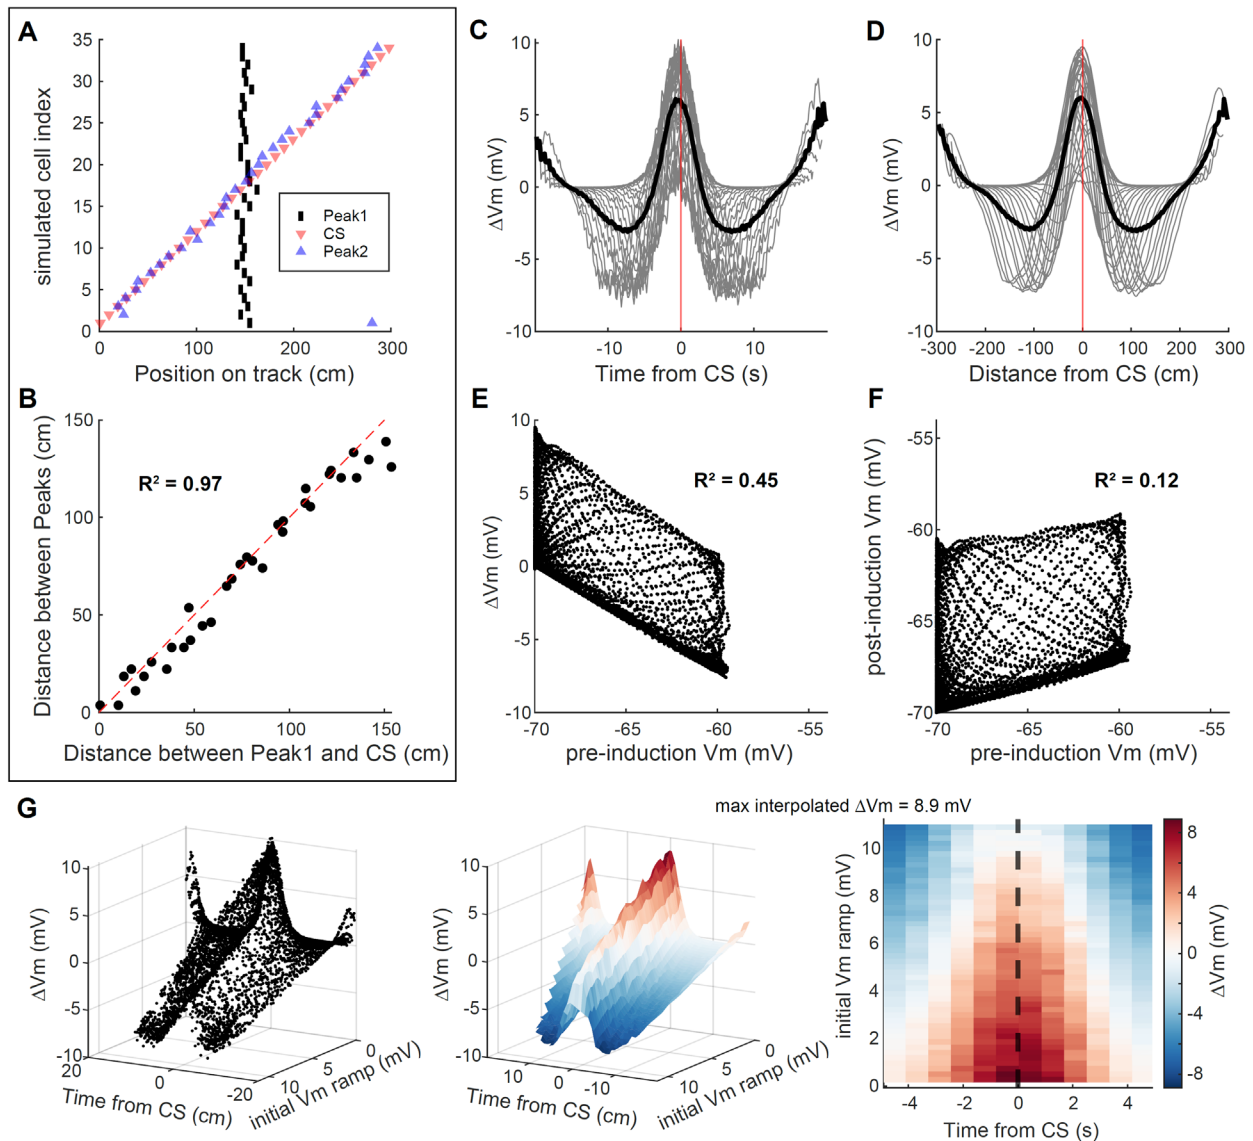 A
simulated cell index
35
30
25
20
15
10
5
0
0
100
200
300
Position on track (cm)
Peak1
CS
Peak2
C
ΔVm (mV)
10
5
0
-5
-10
-10
0
10
Time from CS (s)
D
ΔVm (mV)
10
5
0
-5
-10
-300
-200
-100
0
100
200
300
Distance from CS (cm)
B
Distance between Peaks (cm)
150
100
50
0
0
50
100
150
Distance between Peak1 and CS (cm)
R² = 0.97
E
ΔVm (mV)
10
5
0
-5
-10
-70
-65
-60
-55
pre-induction Vm (mV)
R² = 0.45
F
post-induction Vm (mV)
-55
-60
-65
-70
-70
-65
-60
-55
pre-induction Vm (mV)
R² = 0.12
G
ΔVm (mV)
10
5
0
-5
-10
20
0
-20
Time from CS (cm)
10
5
0
initial Vm ramp (mV)
ΔVm (mV)
10
5
0
-5
-10
10
0
-10
Time from CS (cm)
10
5
0
initial Vm ramp (mV)
max interpolated ΔVm = 8.9 mV
initial Vm ramp (mV)
10
8
6
4
2
0
-4
-2
0
2
4
Time from CS (s)
8
4
0
-4
-8
ΔVm (mV)